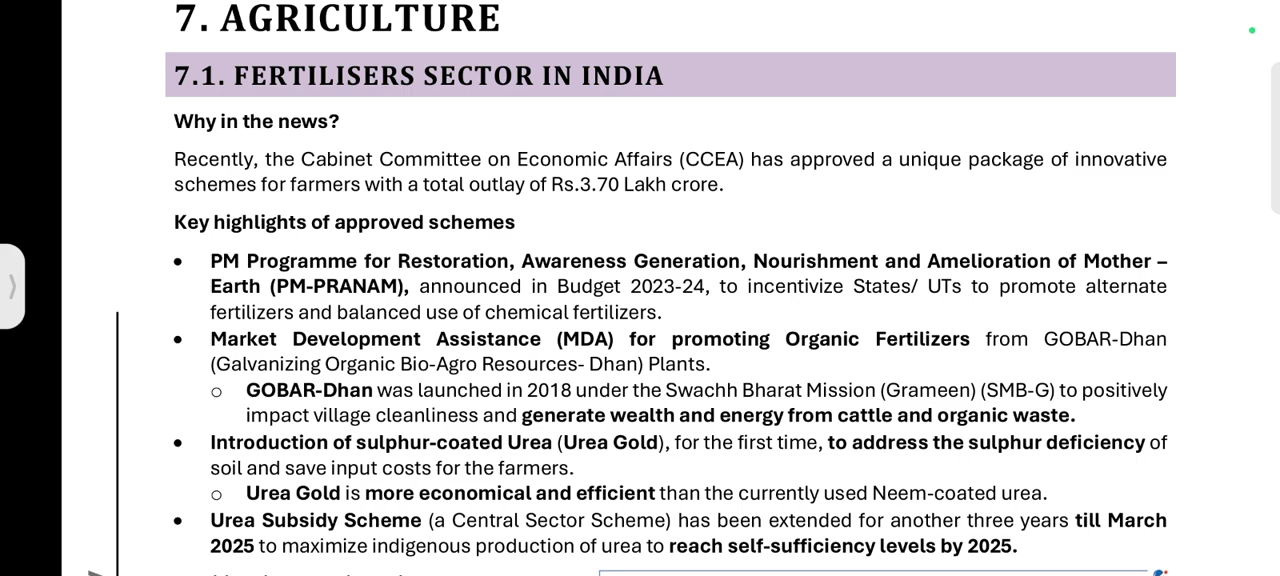 7. AGRICULTURE
7.1. FERTILISERS SECTOR IN INDIA
Why in the news?
Recently, the Cabinet Committee on Economic Affairs (CCEA) has approved a unique package of innovative
schemes for farmers with a total outlay of Rs.3.70 Lakh crore.
Key highlights of approved schemes
• PM Programme for Restoration, Awareness Generation, Nourishment and Amelioration of Mother –
Earth (PM-PRANAM), announced in Budget 2023-24, to incentivize States/ UTs to promote alternate
fertilizers and balanced use of chemical fertilizers.
• Market Development Assistance (MDA) for promoting Organic Fertilizers from GOBAR-Dhan
(Galvanizing Organic Bio-Agro Resources- Dhan) Plants.
o GOBAR-Dhan was launched in 2018 under the Swachh Bharat Mission (Grameen) (SMB-G) to positively
impact village cleanliness and generate wealth and energy from cattle and organic waste.
• Introduction of sulphur-coated Urea (Urea Gold), for the first time, to address the sulphur deficiency of
soil and save input costs for the farmers.
o Urea Gold is more economical and efficient than the currently used Neem-coated urea.
• Urea Subsidy Scheme (a Central Sector Scheme) has been extended for another three years till March
2025 to maximize indigenous production of urea to reach self-sufficiency levels by 2025.